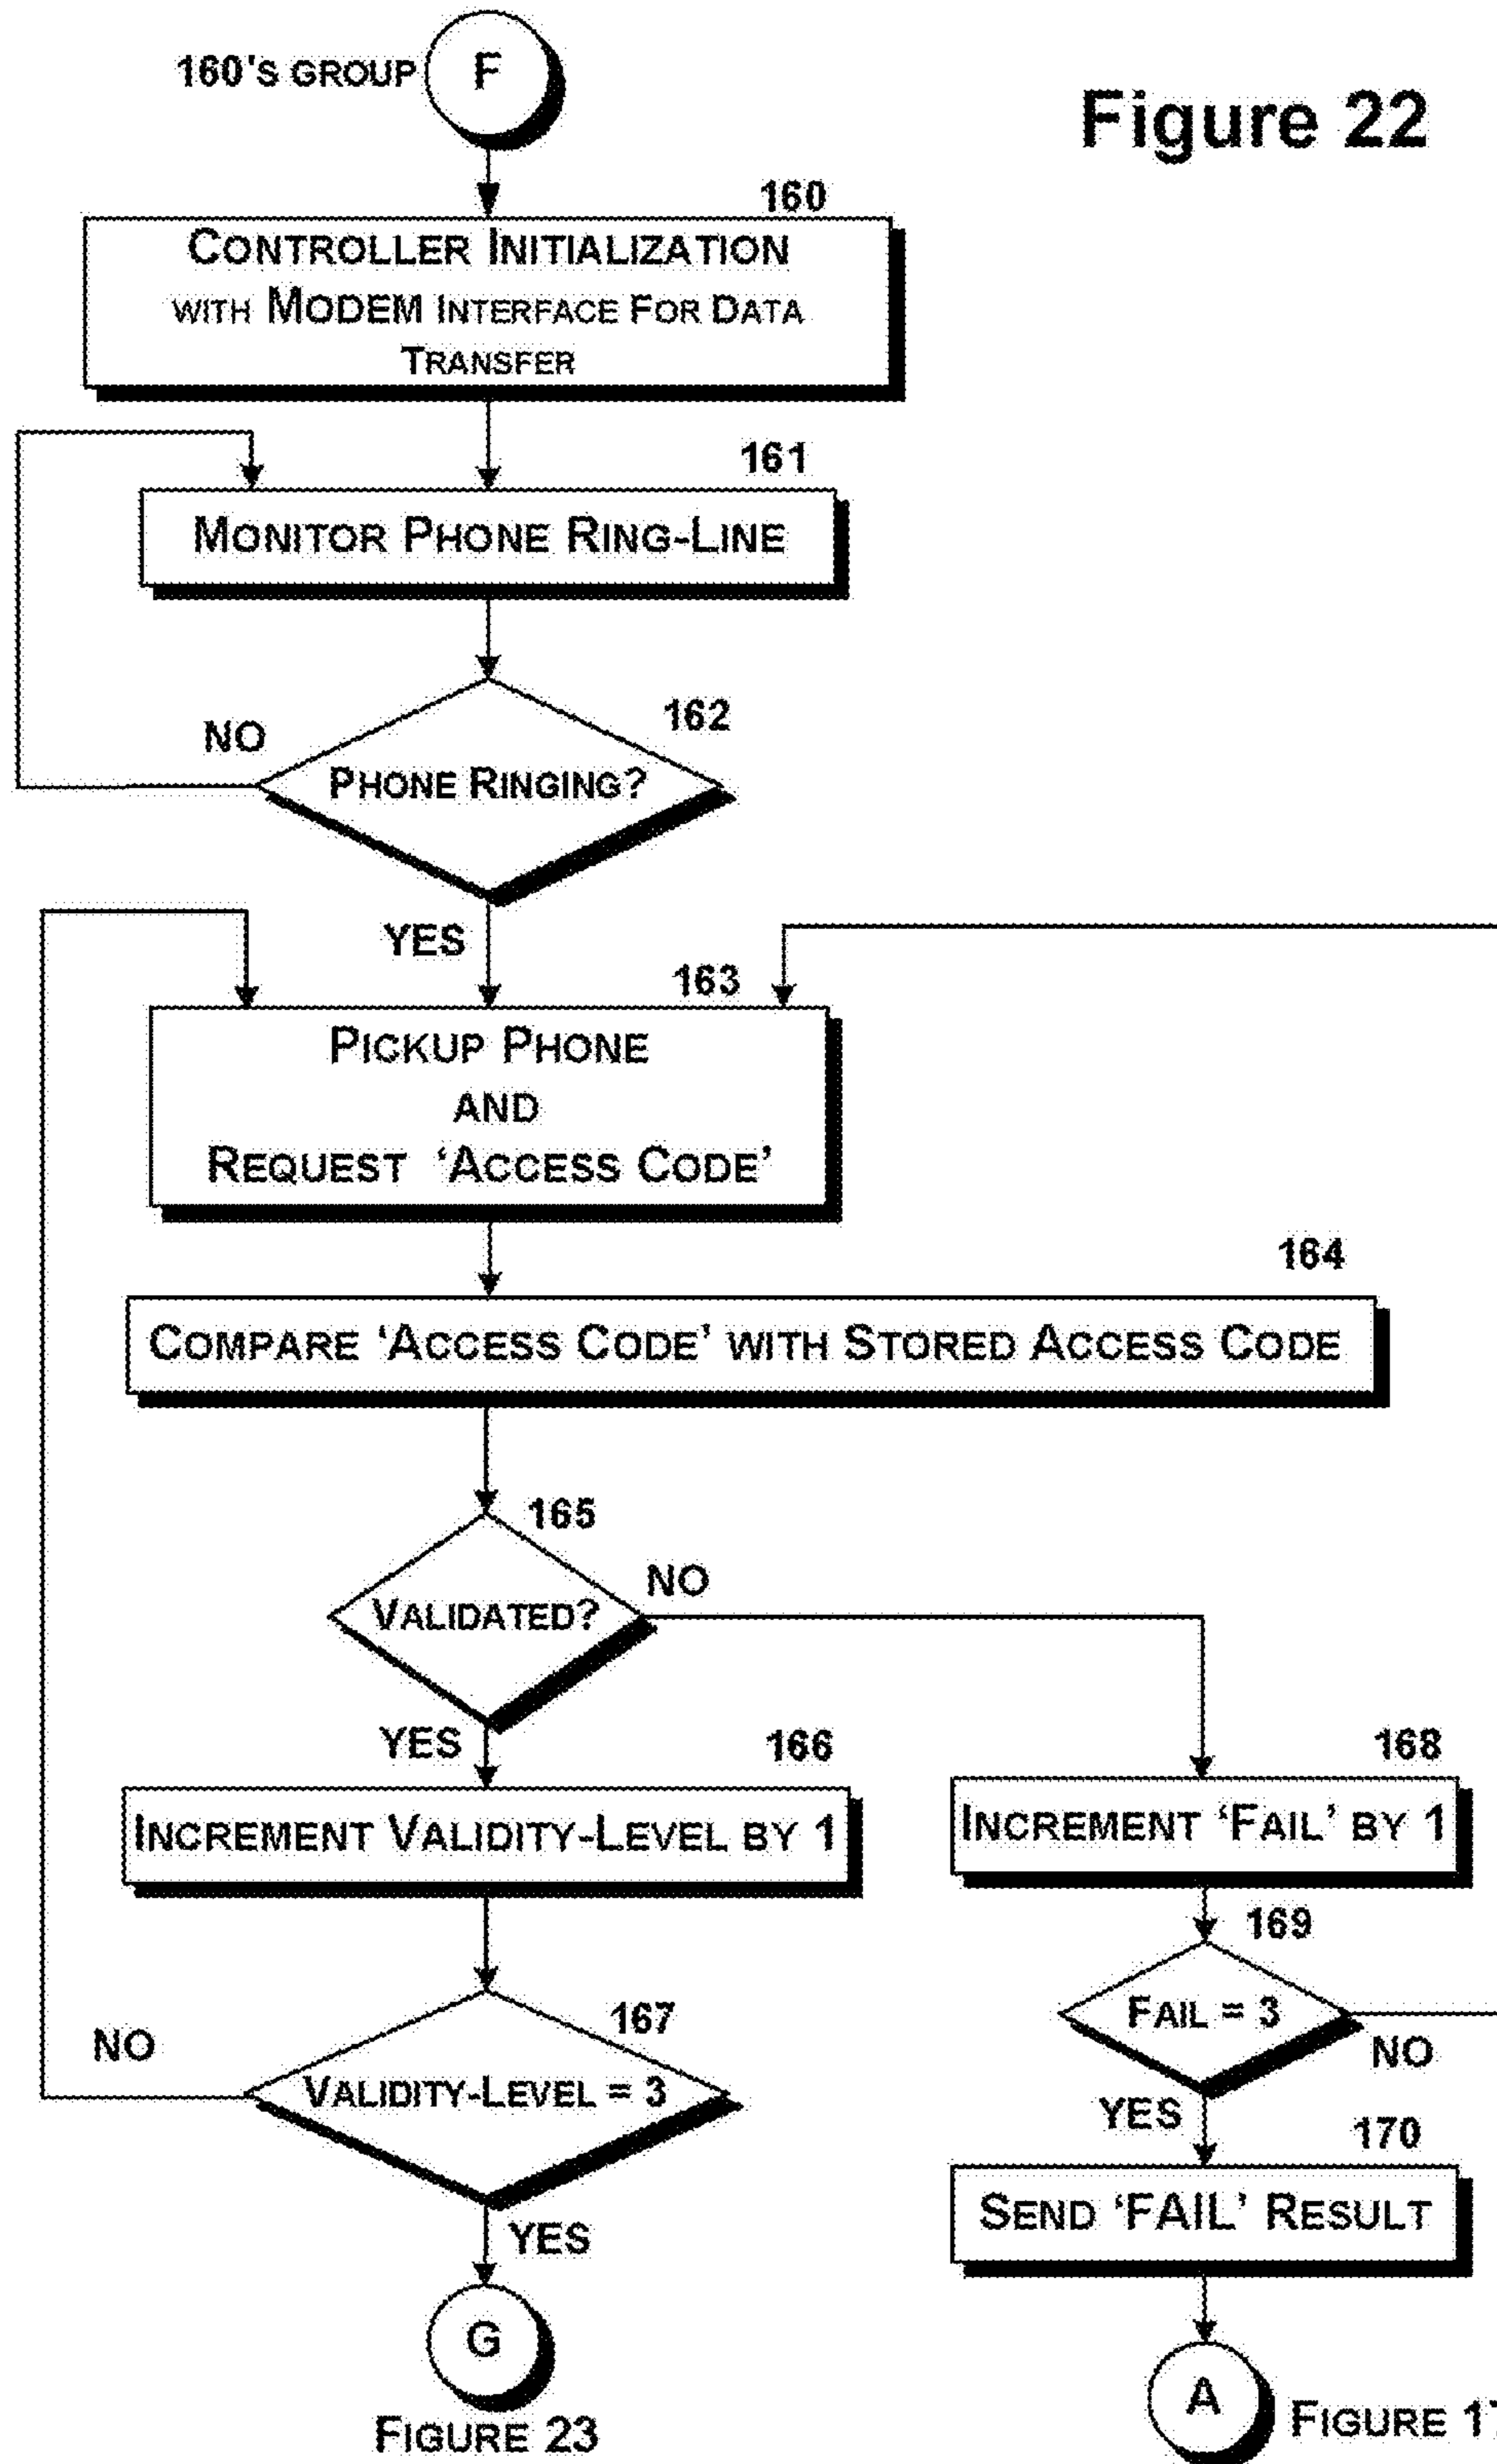 160'S GROUP
F
Figure 22
160
CONTROLLER INITIALIZATION
WITH MODEM INTERFACE FOR DATA
TRANSFER
161
MONITOR PHONE RING-LINE
162
NO
PHONE RINGING?
YES
163
PICKUP PHONE
AND
REQUEST 'ACCESS CODE'
164
COMPARE 'ACCESS CODE' WITH STORED ACCESS CODE
165
NO
VALIDATED?
YES
166
168
INCREMENT VALIDITY-LEVEL BY 1
INCREMENT 'FAIL' BY 1
169
167
FAIL = 3
NO
NO
VALIDITY-LEVEL = 3
YES
170
SEND 'FAIL' RESULT
YES
G
A
FIGURE 23
FIGURE 17